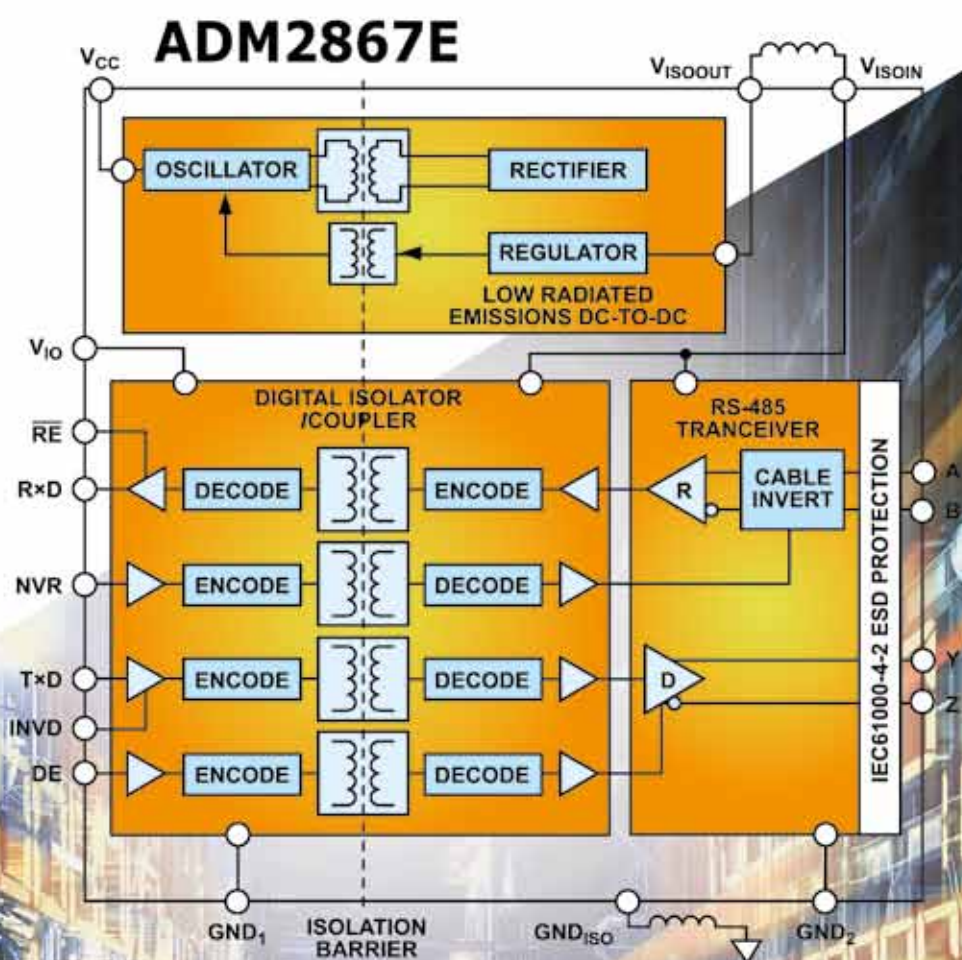 ADM2867E
VCC
VISOOUT
VISOIN
OSCILLATOR
RECTIFIER
REGULATOR
LOW RADIATED
EMISSIONS DC-TO-DC
VIO
DIGITAL ISOLATOR
/COUPLER
RS-485
TRANCEIVER
RE
R×D
DECODE
ENCODE
R
CABLE
INVERT
A
B
NVR
ENCODE
DECODE
T×D
ENCODE
DECODE
D
Y
Z
INVD
DE
ENCODE
DECODE
IEC61000-4-2 ESD PROTECTION
GND1
ISOLATION
BARRIER
GNDISO
GND2